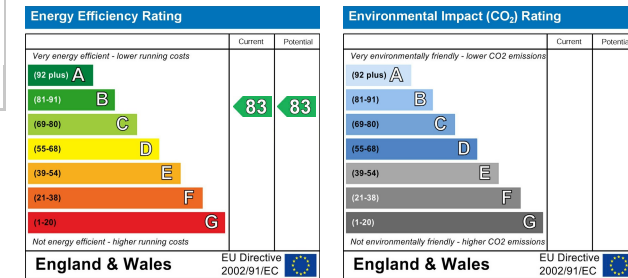 Energy Efficiency Rating
Current Potential
Very energy efficient - lower running costs
(92 plus) A
(81-91) B
83 83
(69-80) C
(55-68) D
(39-54) E
(21-38) F
(1-20) G
Not energy efficient - higher running costs
England & Wales
EU Directive
2002/91/EC
Environmental Impact (CO2) Rating
Current
Very environmentally friendly - lower CO2 emissions
(92 plus) A
(81-91) B
(69-80) C
(55-68) D
(39-54) E
(21-38) F
(1-20) G
Not environmentally friendly - higher CO2 emissions
England & Wales
EU Directive
2002/91/EC